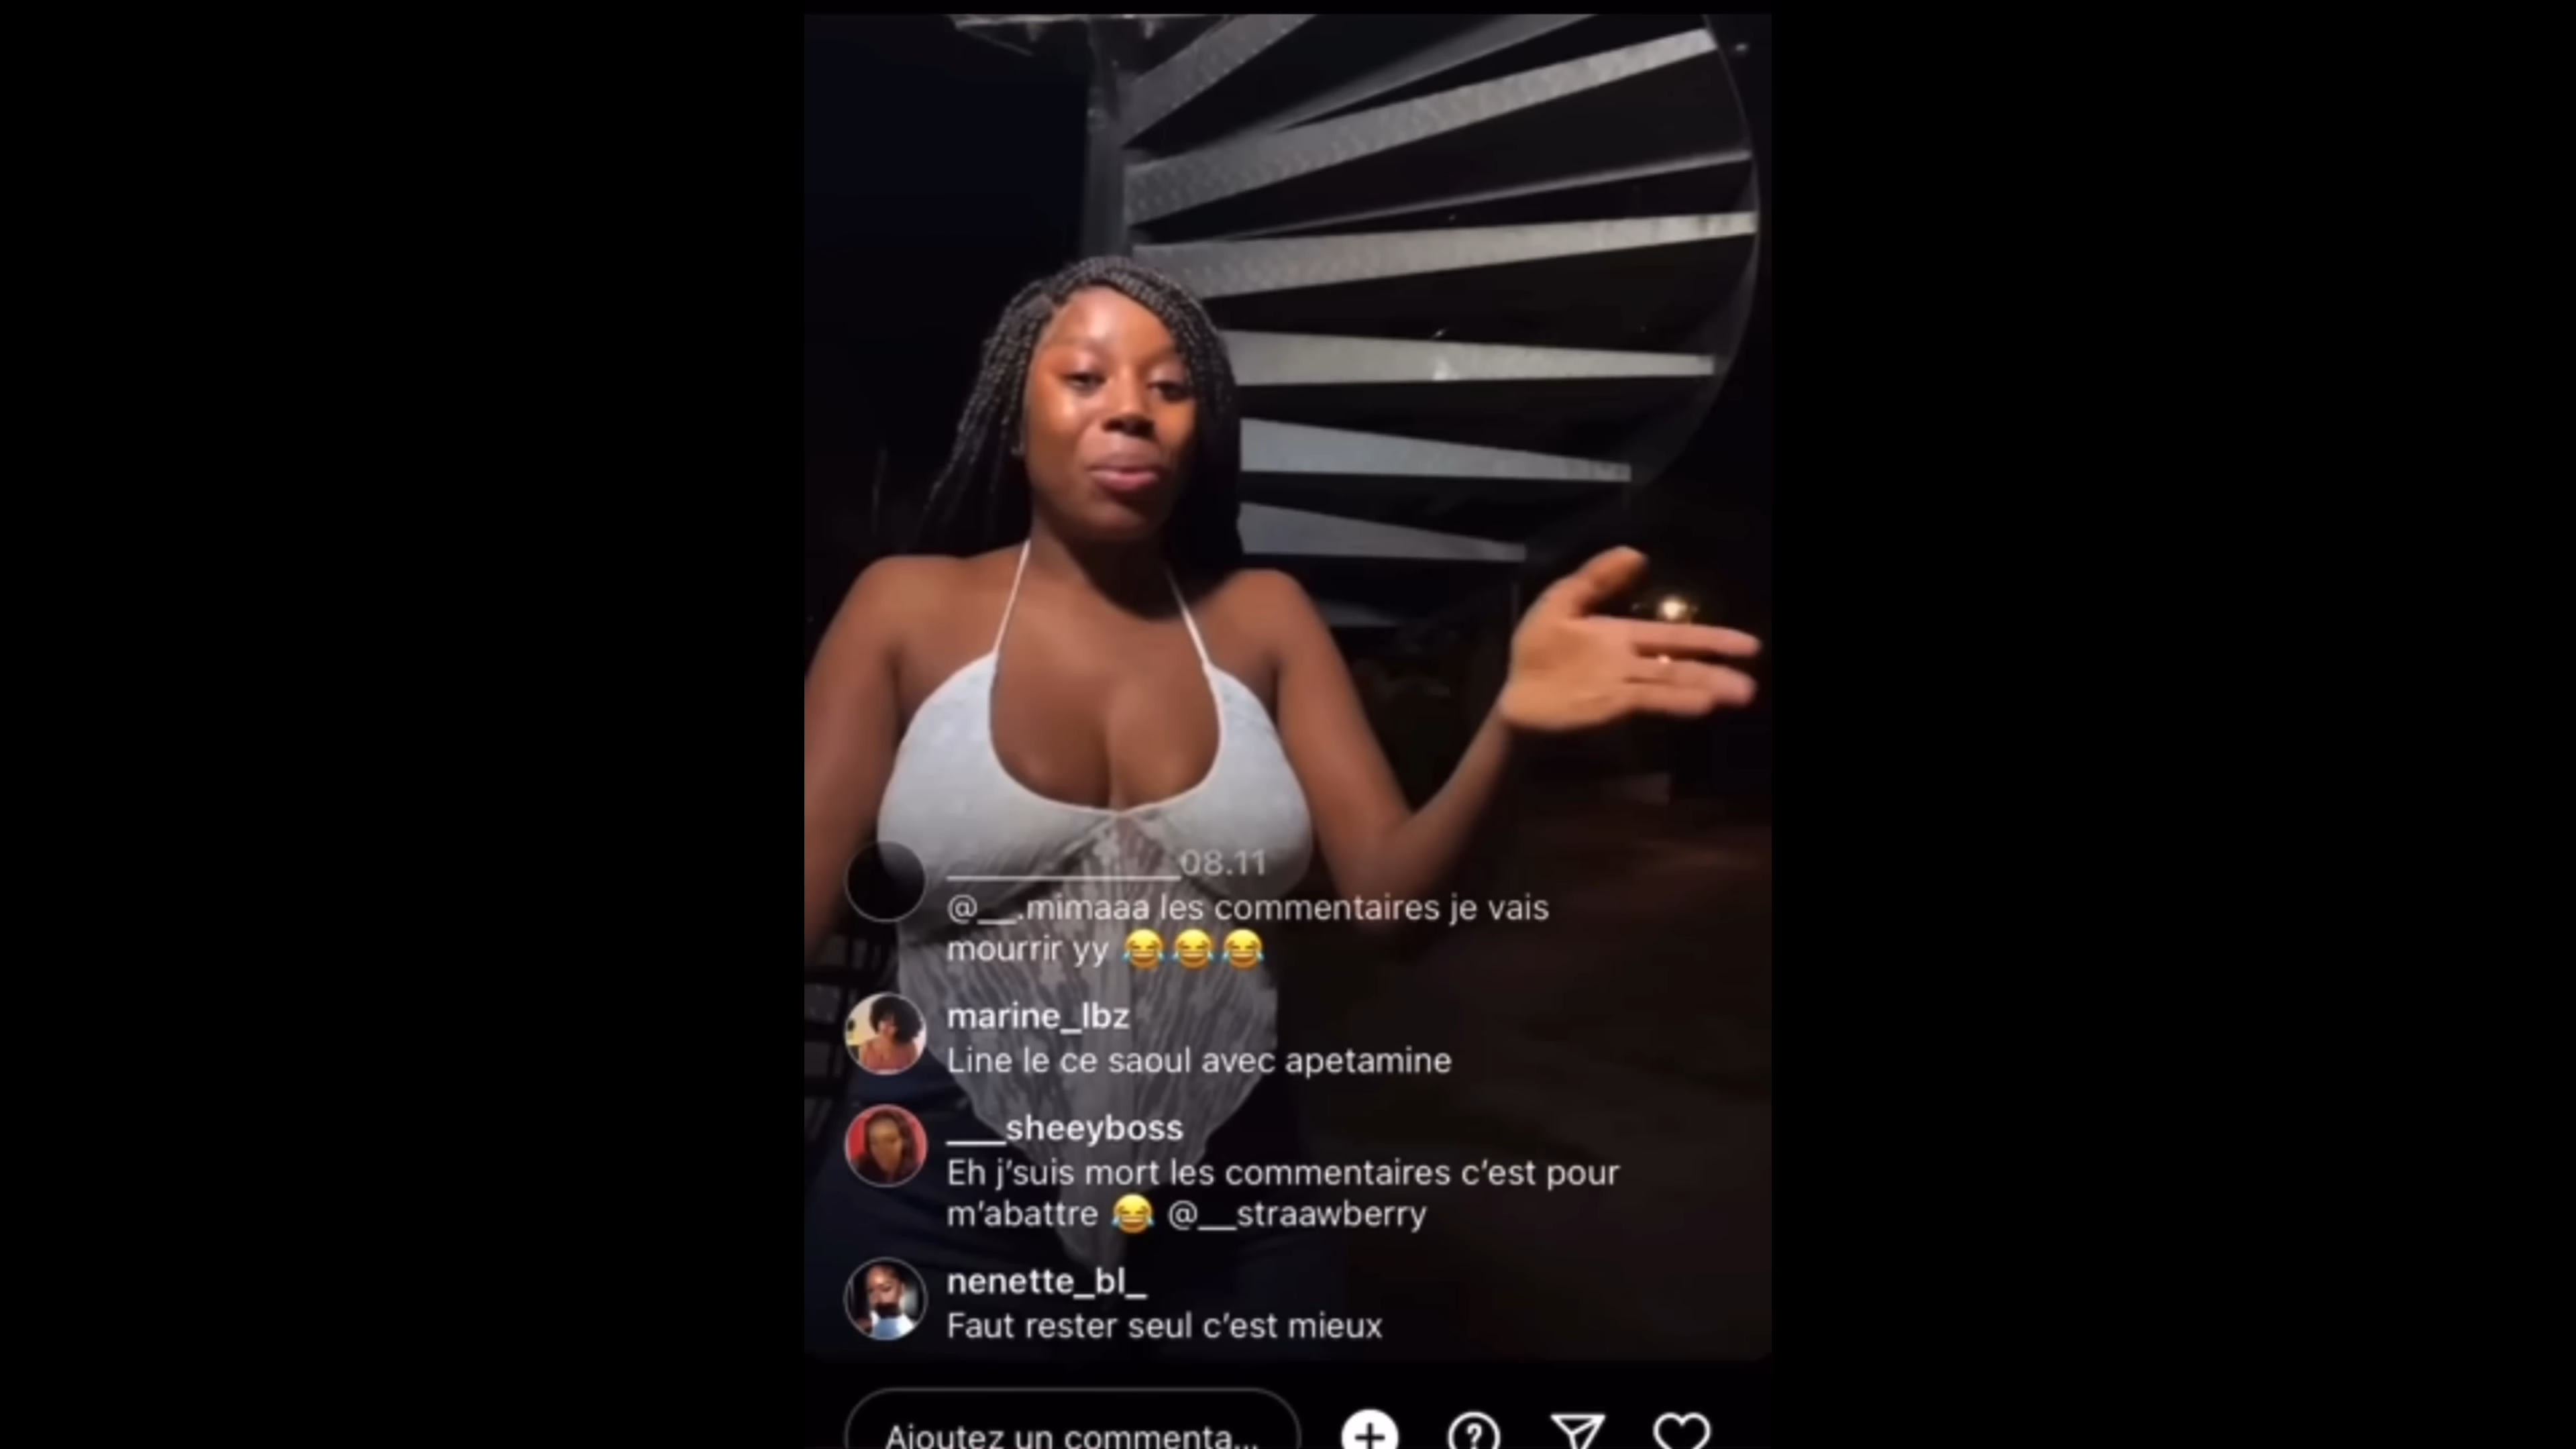 ____________08.11
@__.mimaaa les commentaires je vais
mourrir yy 😂😂😂
marine_lbz
Line le ce saoul avec apetamine
___sheeyboss
Eh j'suis mort les commentaires c'est pour
m'abattre 😂 @__straawberry
nenette_bl_
Faut rester seul c'est mieux
Ajoutez un commenta...